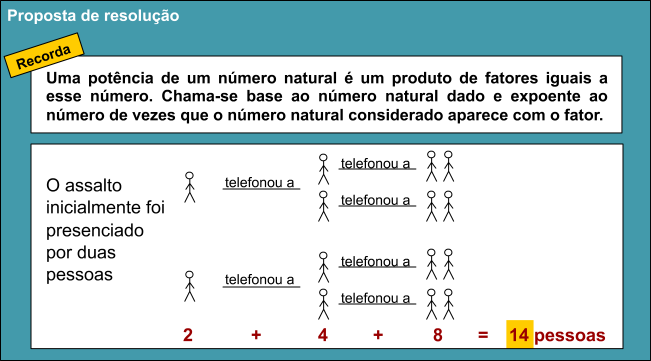 Proposta de resolução
Recorda
Uma potência de um número natural é um produto de fatores iguais a
esse número. Chama-se base ao número natural dado e expoente ao
número de vezes que o número natural considerado aparece com o fator.
O assalto
inicialmente foi
presenciado
por duas
pessoas
telefonou a
telefonou a
telefonou a
telefonou a
telefonou a
telefonou a
2 + 4 + 8 = 14 pessoas